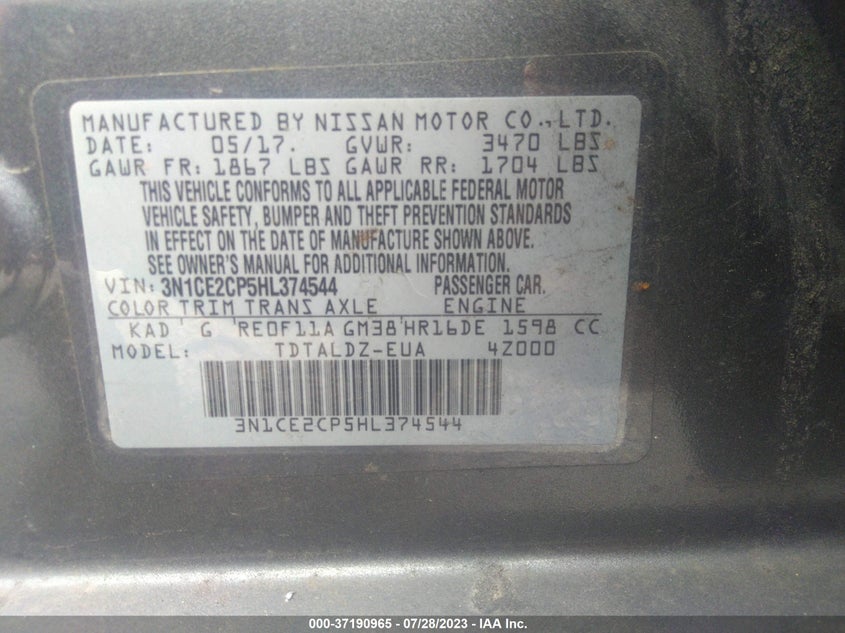 MANUFACTURED BY NISSAN MOTOR CO., LTD.
DATE: 05/17. GVWR: 3470 LBS
GAWR FR: 1867 LBS GAWR RR: 1704 LBS
THIS VEHICLE CONFORMS TO ALL APPLICABLE FEDERAL MOTOR
VEHICLE SAFETY, BUMPER AND THEFT PREVENTION STANDARDS
IN EFFECT ON THE DATE OF MANUFACTURE SHOWN ABOVE.
SEE OWNER'S MANUAL FOR ADDITIONAL INFORMATION.
VIN: 3N1CE2CP5HL374544 PASSENGER CAR.
COLOR TRIM TRANS AXLE ENGINE
KAD G RE0F11A GM38 HR16DE 1598 CC
MODEL: TDTALDZ-EUA 4Z000
3N1CE2CP5HL374544
000-37190965 - 07/28/2023 - IAA Inc.